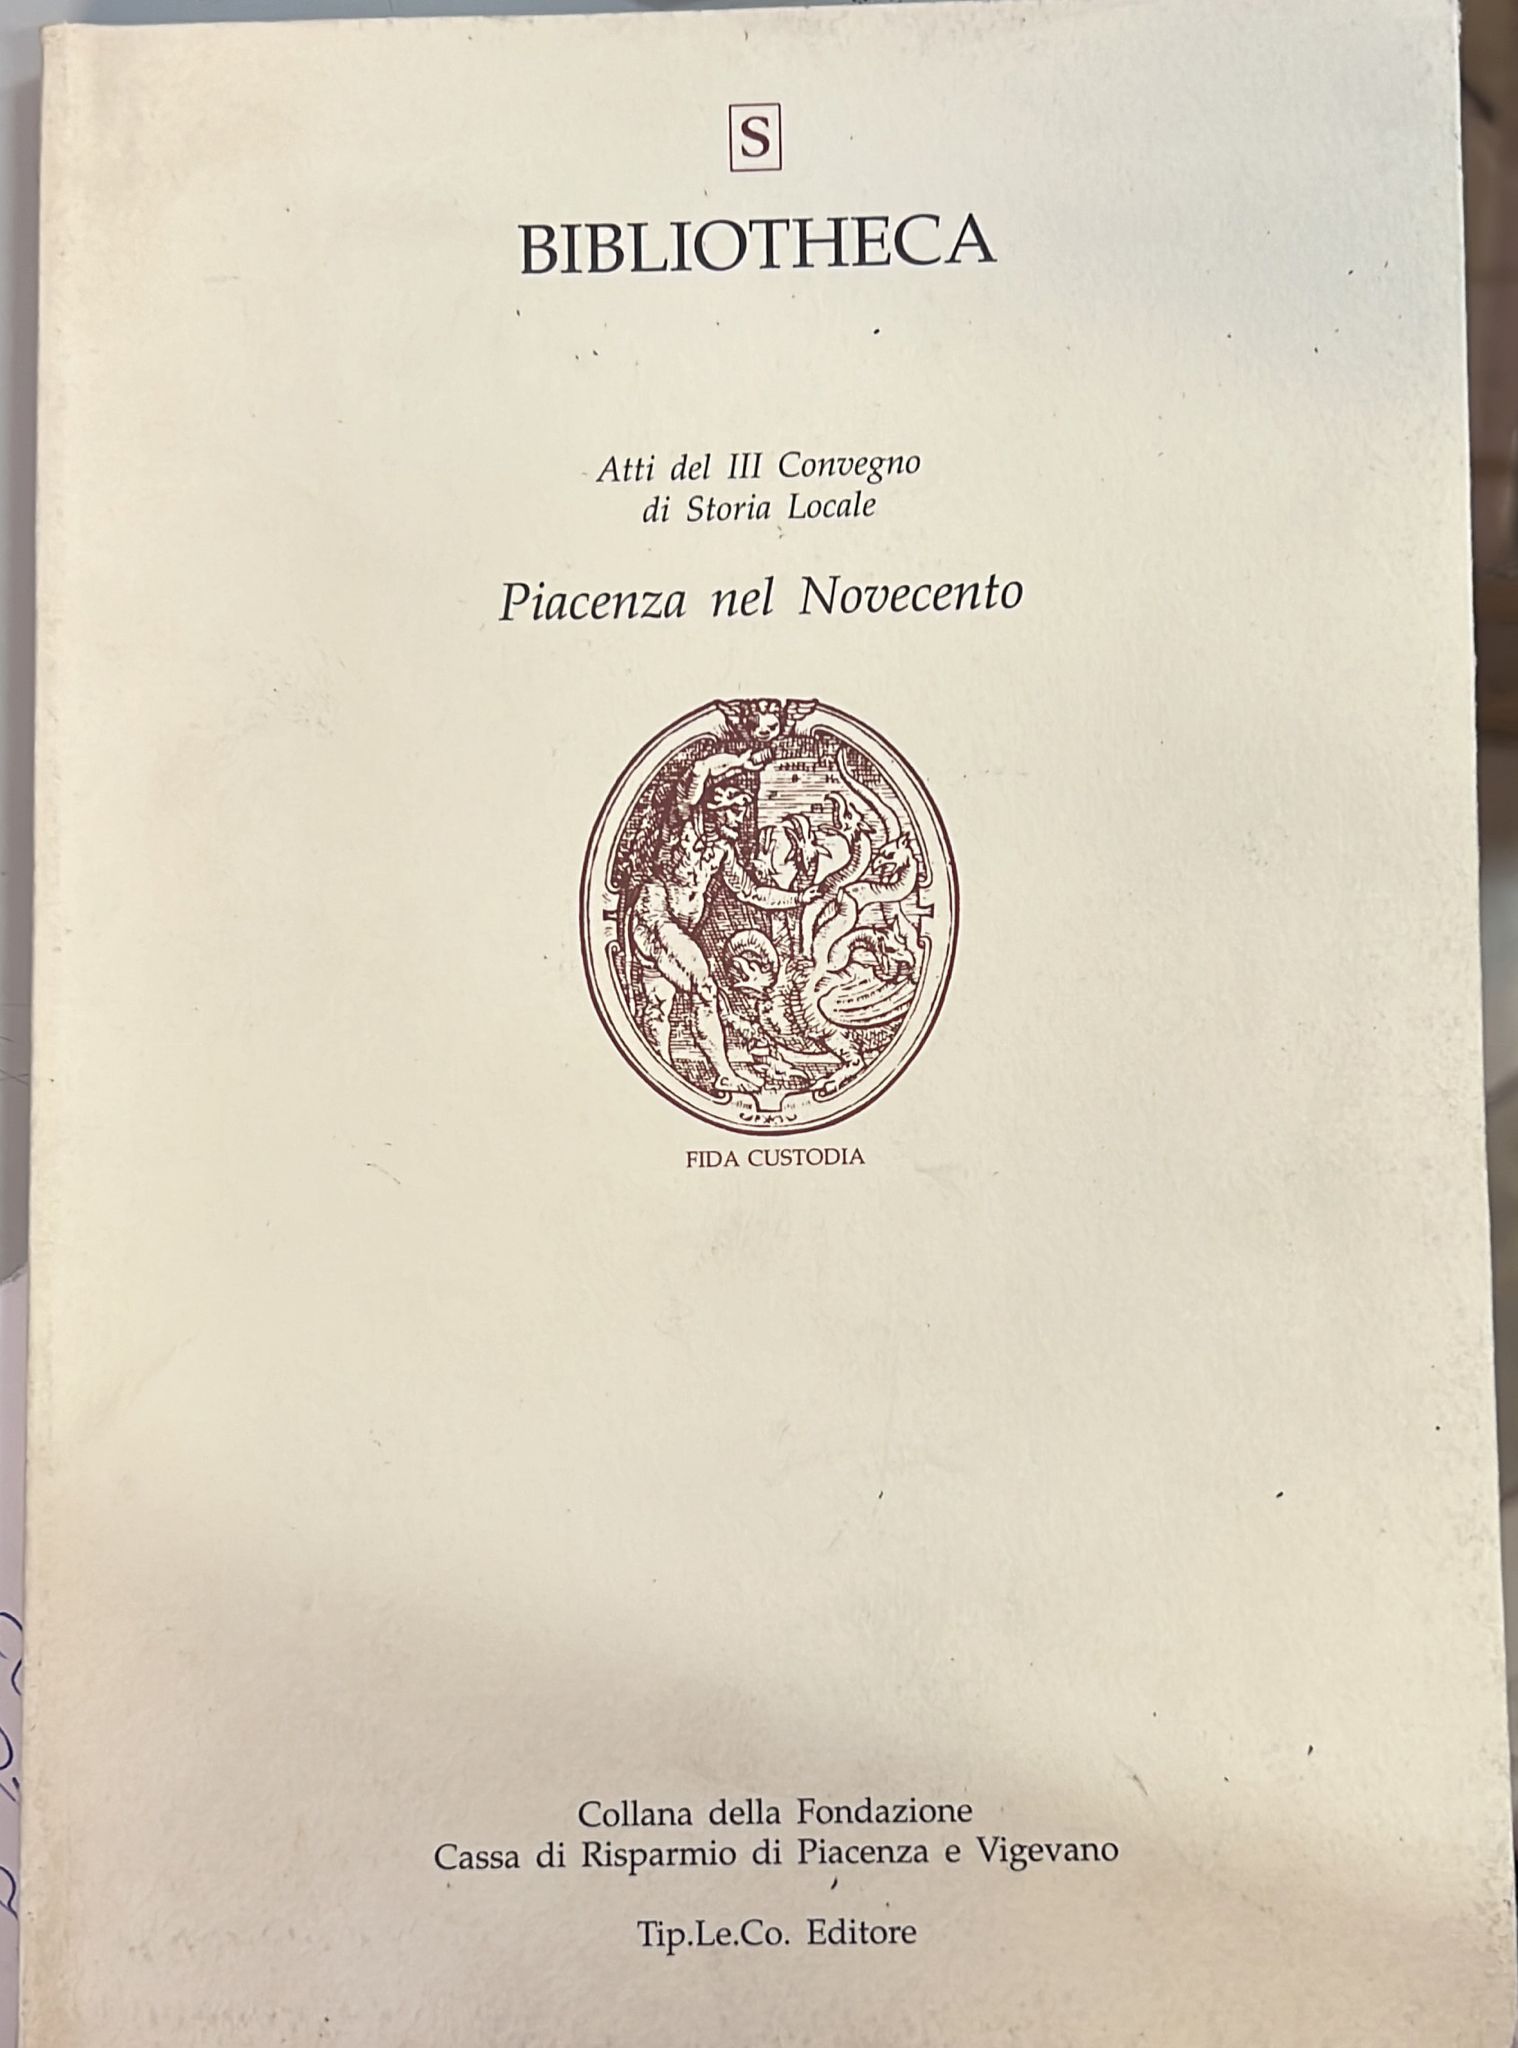 S
BIBLIOTHECA
Atti del III Convegno
di Storia Locale
Piacenza nel Novecento
FIDA CUSTODIA
Collana della Fondazione
Cassa di Risparmio di Piacenza e Vigevano
Tip.Le.Co. Editore